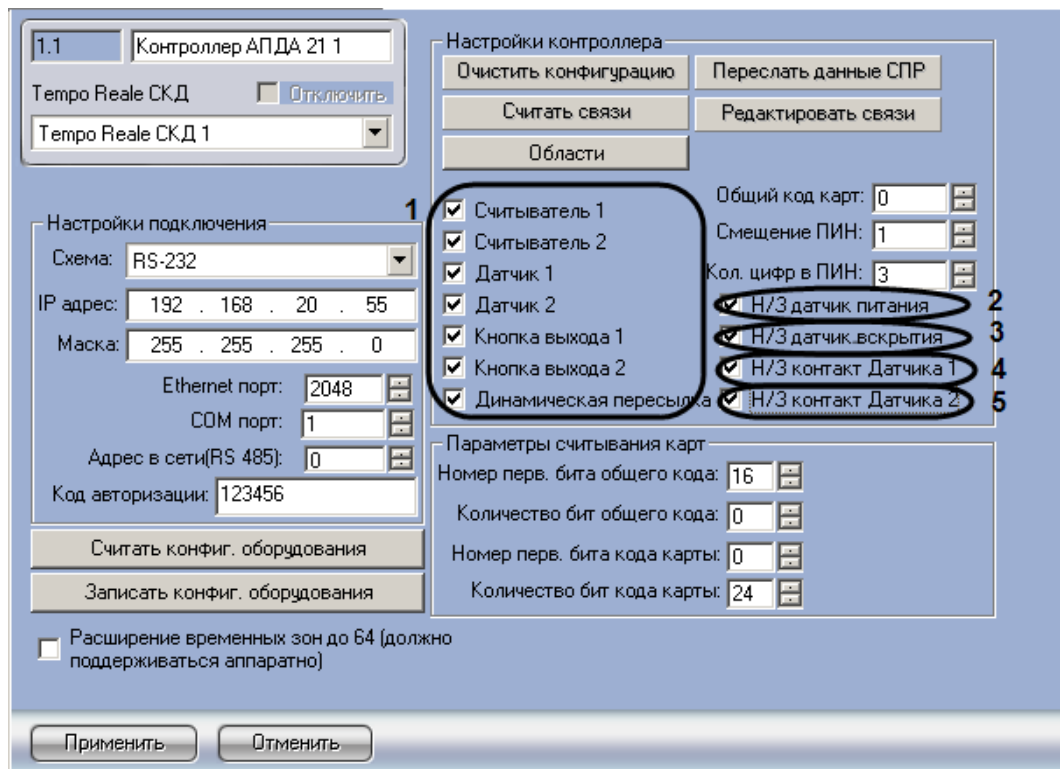 1.1
Контроллер АПДА 21 1
Tempo Reale СКД
Отключить
Tempo Reale СКД 1
Настройки подключения
Схема: RS-232
IP адрес: 192 . 168 . 20 . 55
Маска: 255 . 255 . 255 . 0
Ethernet порт: 2048
COM порт: 1
Адрес в сети(RS 485): 0
Код авторизации: 123456
Считать конфиг. оборудования
Записать конфиг. оборудования
Расширение временных зон до 64 (должно
поддерживаться аппаратно)
Настройки контроллера
Очистить конфигурацию
Переслать данные СПР
Считать связи
Редактировать связи
Области
1
Считыватель 1
Считыватель 2
Датчик 1
Датчик 2
Кнопка выхода 1
Кнопка выхода 2
Динамическая пересылка
Общий код карт: 0
Смещение ПИН: 1
Кол. цифр в ПИН: 3
Н/З датчик питания 2
Н/З датчик вскрытия 3
Н/З контакт Датчика 1 4
Н/З контакт Датчика 2 5
Параметры считывания карт
Номер перв. бита общего кода: 16
Количество бит общего кода: 0
Номер перв. бита кода карты: 0
Количество бит кода карты: 24
Применить
Отменить